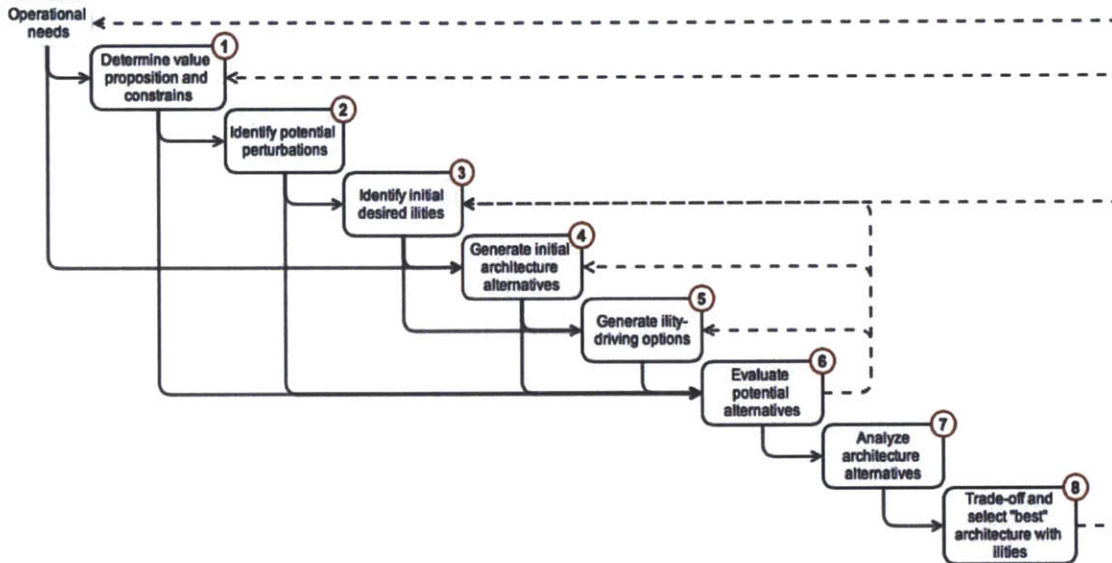 Operational
needs
1
Determine value
proposition and
constrains
2
Identify potential
perturbations
3
Identify initial
desired ilities
4
Generate initial
architecture
alternatives
5
Generate ility-
driving options
6
Evaluate
potential
alternatives
7
Analyze
architecture
alternatives
8
Trade-off and
select "best"
architecture with
ilities